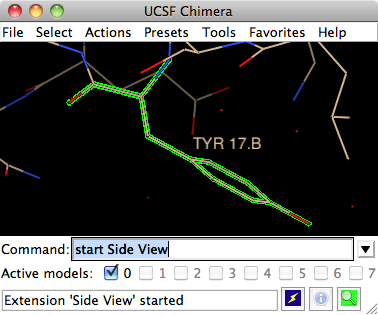 UCSF Chimera
File Select Actions Presets Tools Favorites Help
TYR 17.B
Command: start Side View
Active models: 0 1 2 3 4 5 6 7
Extension 'Side View' started